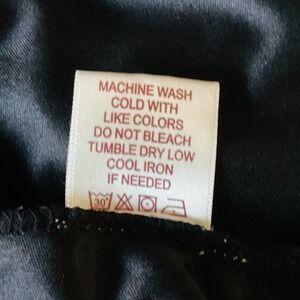 MACHINE WASH
COLD WITH
LIKE COLORS
DO NOT BLEACH
TUMBLE DRY LOW
COOL IRON
IF NEEDED
30°